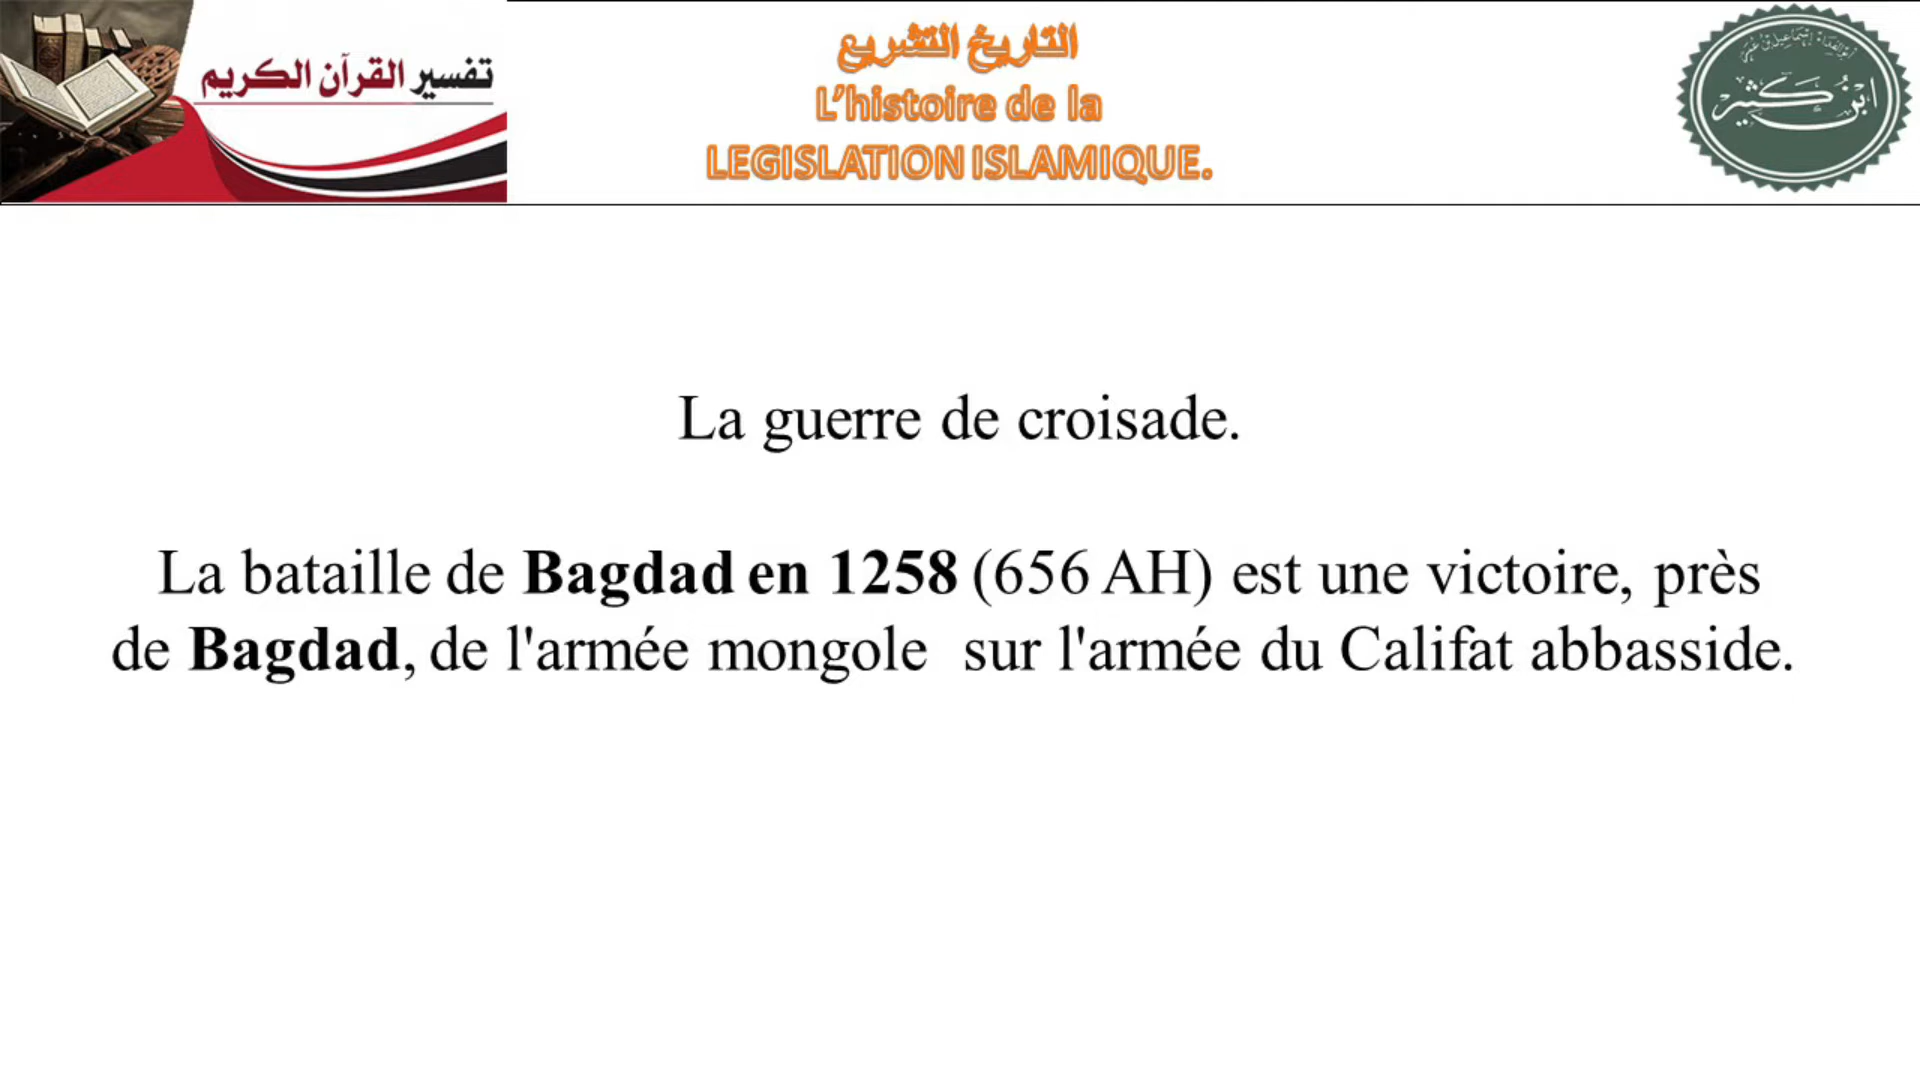 تفسير القرآن الكريم
التاريخ التشريع
L'histoire de la
LEGISLATION ISLAMIQUE.
ابن كثير
La guerre de croisade.
La bataille de Bagdad en 1258 (656 AH) est une victoire, près
de Bagdad, de l'armée mongole  sur l'armée du Califat abbasside.